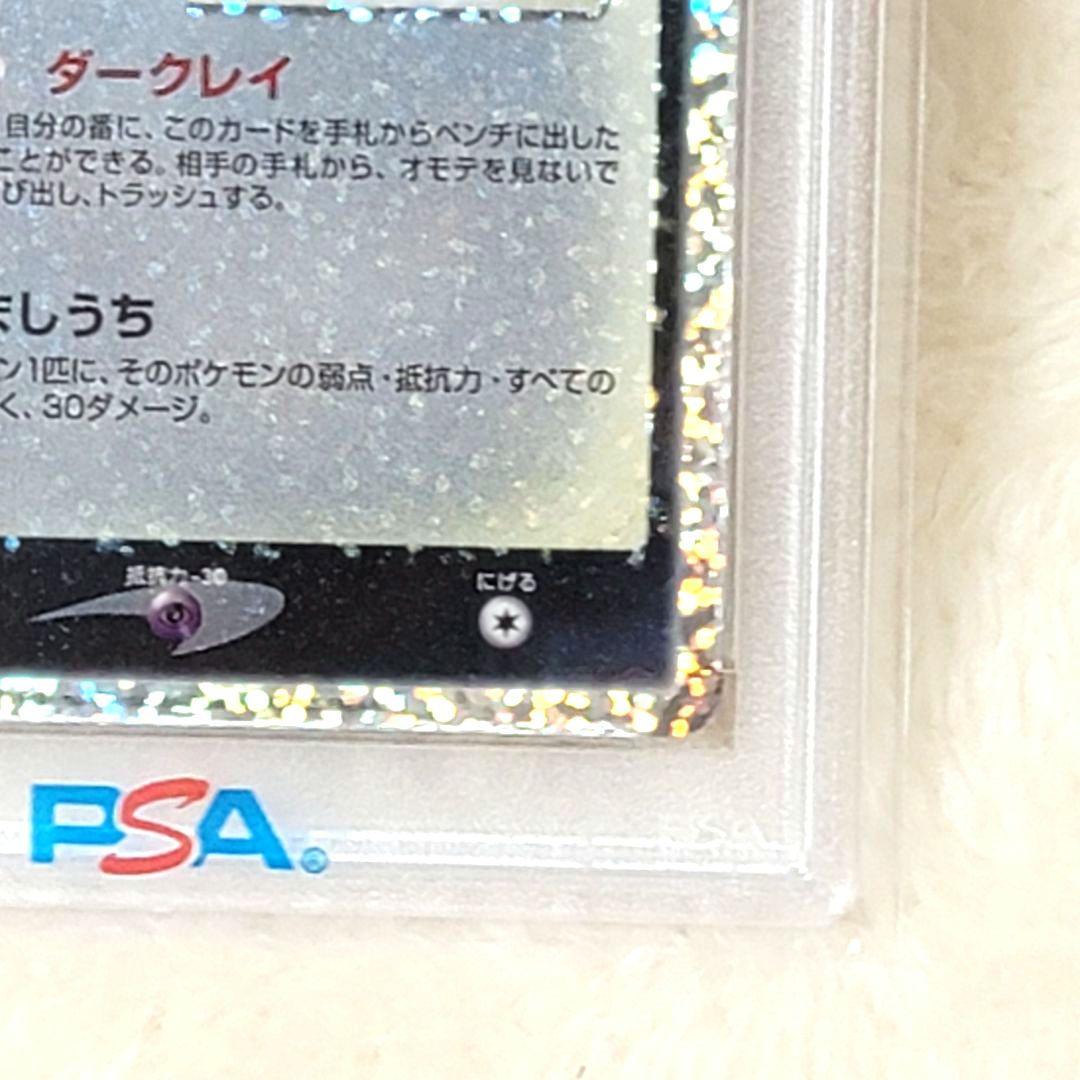 ダークレイ
自分の番に、このカードを手札からベンチに出した
ことができる。相手の手札から、オモテを見ないで
び出し、トラッシュする。
ましうち
ン1匹に、そのポケモンの弱点・抵抗力・すべての
く、30ダメージ。
抵抗力-30
にげる
PSA®
PSA